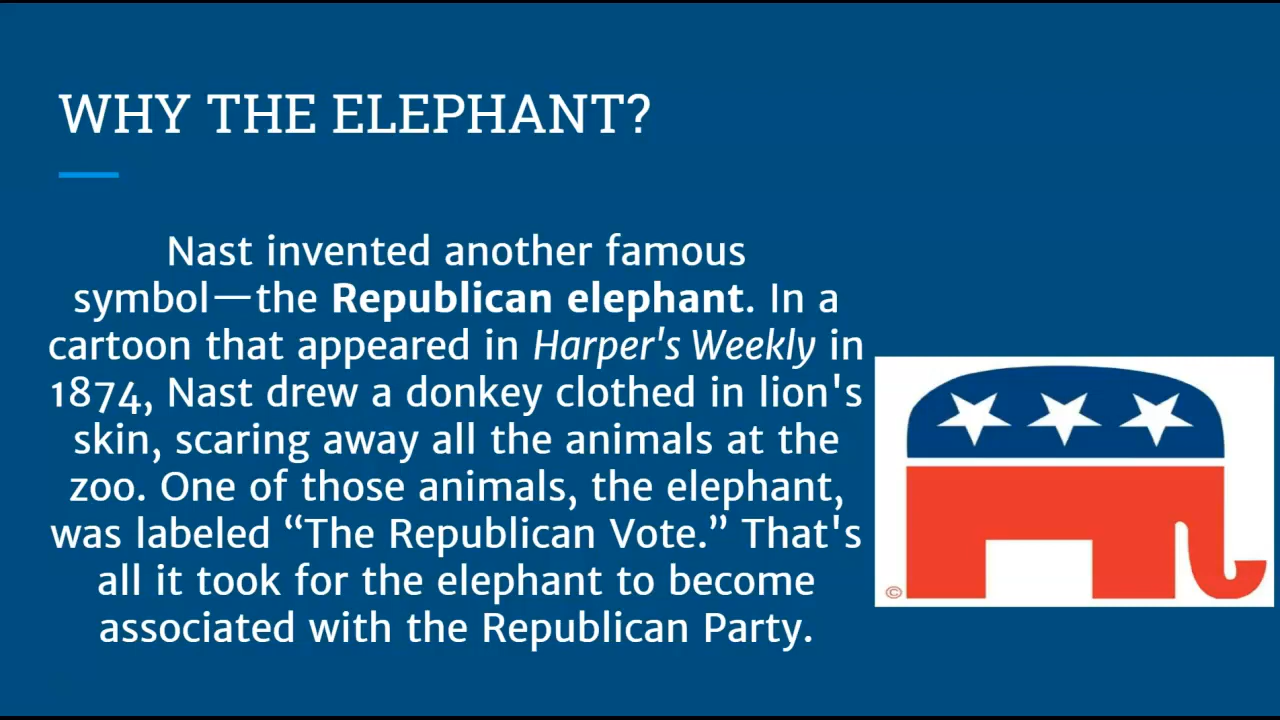 WHY THE ELEPHANT?
Nast invented another famous
symbol—the Republican elephant. In a
cartoon that appeared in Harper's Weekly in
1874, Nast drew a donkey clothed in lion's
skin, scaring away all the animals at the
zoo. One of those animals, the elephant,
was labeled “The Republican Vote.” That's
all it took for the elephant to become
associated with the Republican Party.
©